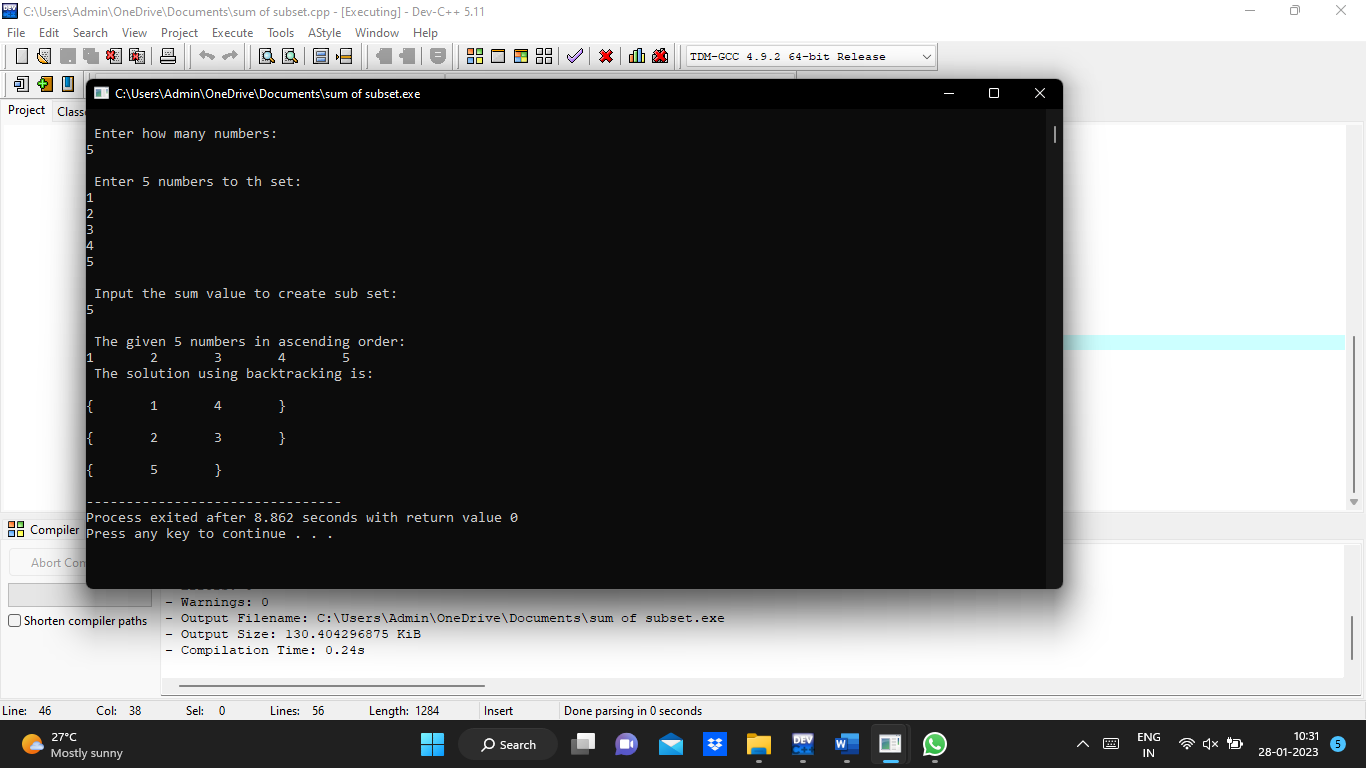 C:\Users\Admin\OneDrive\Documents\sum of subset.cpp - [Executing] - Dev-C++ 5.11
File Edit Search View Project Execute Tools AStyle Window Help
TDM-GCC 4.9.2 64-bit Release
C:\Users\Admin\OneDrive\Documents\sum of subset.exe
Project
Enter how many numbers:
5
Enter 5 numbers to th set:
1
2
3
4
5
Input the sum value to create sub set:
5
The given 5 numbers in ascending order:
1 2 3 4 5
The solution using backtracking is:
{ 1 4 }
{ 2 3 }
{ 5 }
--------------------------------
Process exited after 8.862 seconds with return value 0
Press any key to continue . . .
Compiler
Abort
Shorten compiler paths
- Warnings: 0
- Output Filename: C:\Users\Admin\OneDrive\Documents\sum of subset.exe
- Output Size: 130.404296875 KiB
- Compilation Time: 0.24s
Line: 46 Col: 38 Sel: 0 Lines: 56 Length: 1284 Insert Done parsing in 0 seconds
27°C
Mostly sunny
Search
DEV
W
ENG
IN
10:31
28-01-2023
5